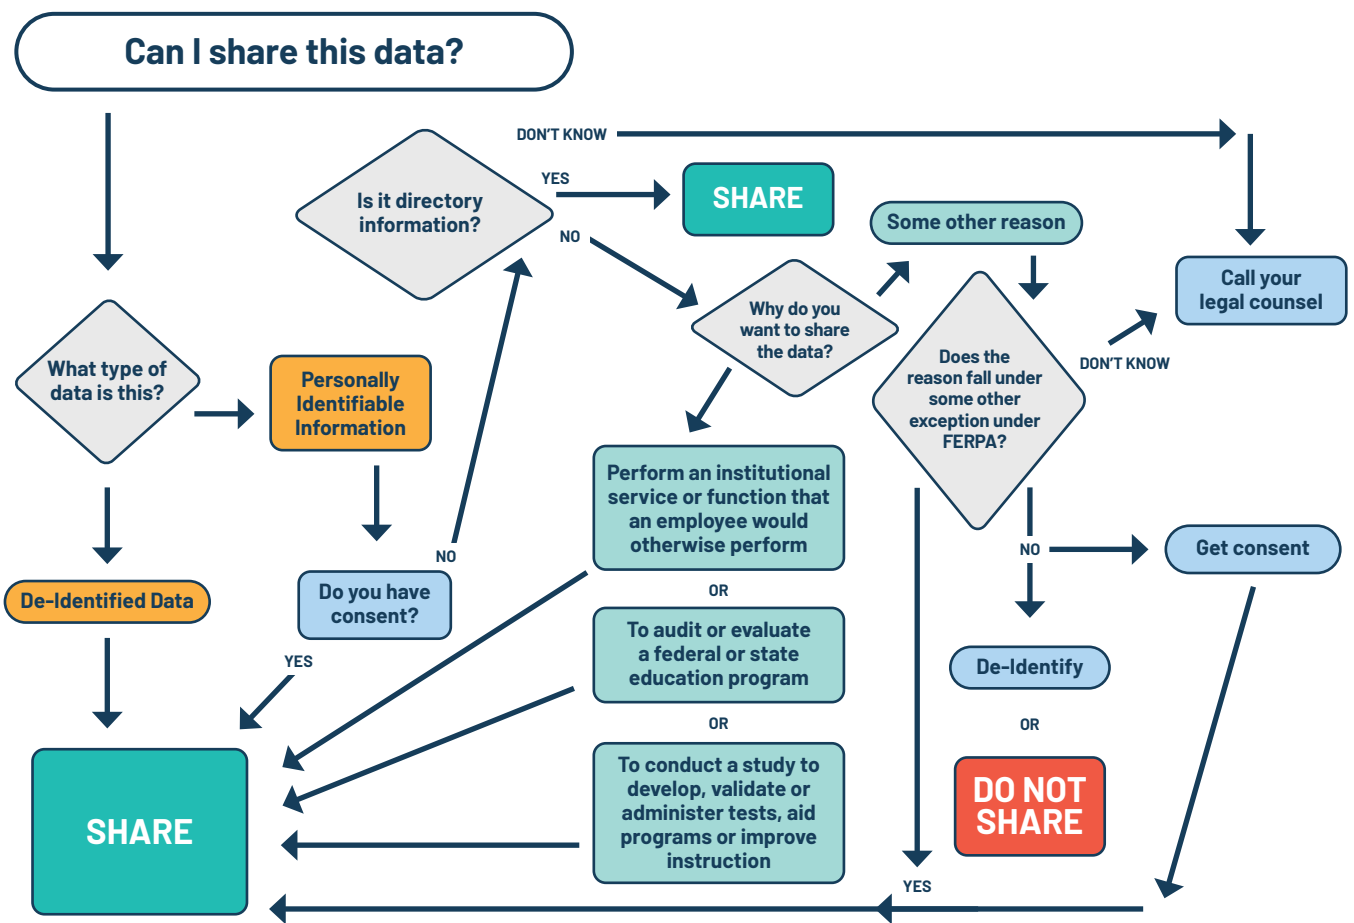 Can I share this data?
DON'T KNOW
Is it directory
information?
YES
SHARE
NO
Some other reason
Call your
legal counsel
Why do you
want to share
the data?
What type of
data is this?
Personally
Identifiable
Information
Does the
reason fall under
some other
exception under
FERPA?
DON'T KNOW
Perform an institutional
service or function that
an employee would
otherwise perform
NO
Do you have
consent?
De-Identified Data
YES
OR
To audit or evaluate
a federal or state
education program
OR
To conduct a study to
develop, validate or
administer tests, aid
programs or improve
instruction
NO
Get consent
De-Identify
OR
DO NOT
SHARE
YES
SHARE